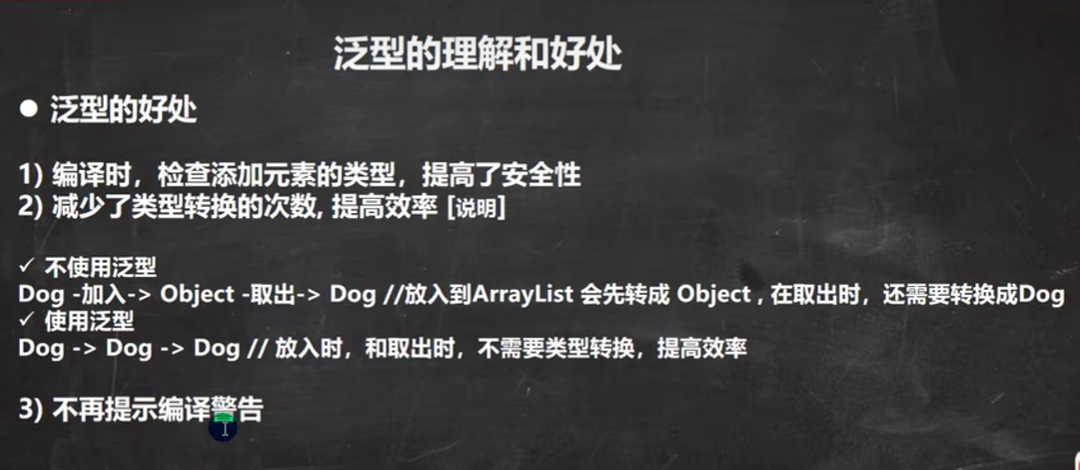 泛型的理解和好处
● 泛型的好处
1) 编译时，检查添加元素的类型，提高了安全性
2) 减少了类型转换的次数, 提高效率 [说明]
✓ 不使用泛型
Dog -加入-> Object -取出-> Dog //放入到ArrayList 会先转成 Object , 在取出时，还需要转换成Dog
✓ 使用泛型
Dog -> Dog -> Dog // 放入时，和取出时，不需要类型转换，提高效率
3) 不再提示编译警告